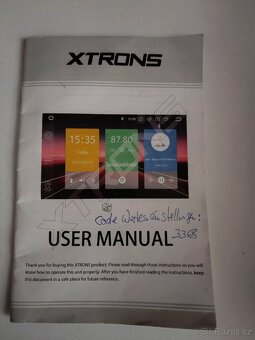 XTRONS
15:35
Friday
87.80
code Werkseinstellung:
3368
USER MANUAL
Thank you for buying this XTRONS product. Please read through these instructions so you will
know how to operate this unit properly. After you have finished reading the instructions, keep
this document in a safe place for future reference.